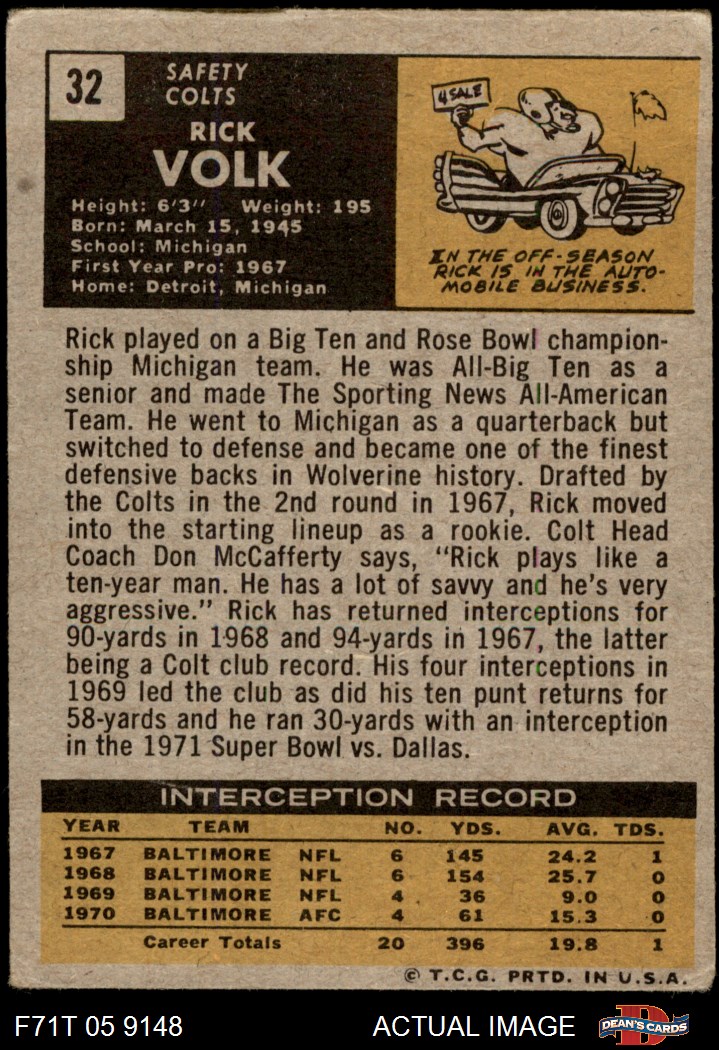 32
SAFETY
COLTS
RICK
VOLK
Height: 6'3" Weight: 195
Born: March 15, 1945
School: Michigan
First Year Pro: 1967
Home: Detroit, Michigan
4 SALE
IN THE OFF-SEASON
RICK IS IN THE AUTO-
MOBILE BUSINESS.
Rick played on a Big Ten and Rose Bowl champion-
ship Michigan team. He was All-Big Ten as a
senior and made The Sporting News All-American
Team. He went to Michigan as a quarterback but
switched to defense and became one of the finest
defensive backs in Wolverine history. Drafted by
the Colts in the 2nd round in 1967, Rick moved
into the starting lineup as a rookie. Colt Head
Coach Don McCafferty says, "Rick plays like a
ten-year man. He has a lot of savvy and he's very
aggressive." Rick has returned interceptions for
90-yards in 1968 and 94-yards in 1967, the latter
being a Colt club record. His four interceptions in
1969 led the club as did his ten punt returns for
58-yards and he ran 30-yards with an interception
in the 1971 Super Bowl vs. Dallas.
INTERCEPTION RECORD
YEAR TEAM NO. YDS. AVG. TDS.
1967 BALTIMORE NFL 6 145 24.2 1
1968 BALTIMORE NFL 6 154 25.7 0
1969 BALTIMORE NFL 4 36 9.0 0
1970 BALTIMORE AFC 4 61 15.3 0
Career Totals 20 396 19.8 1
© T.C.G. PRTD. IN U.S.A.
F71T 05 9148 ACTUAL IMAGE D DEAN'S CARDS